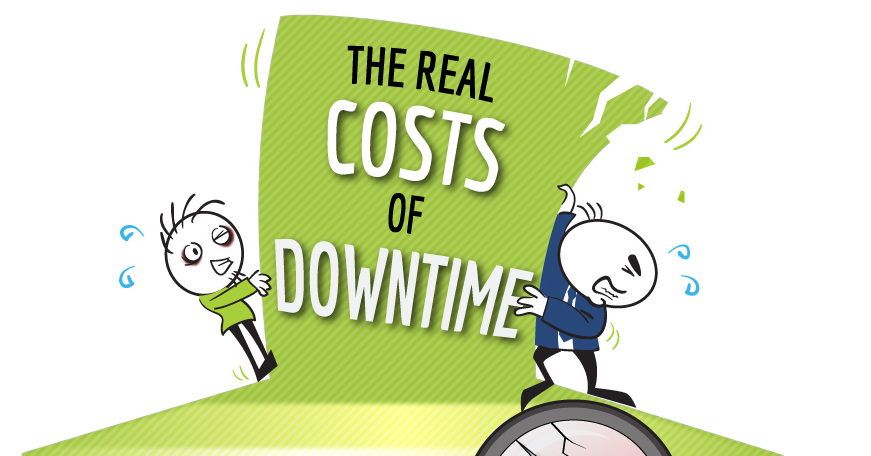 THE REAL
COSTS
OF
DOWNTIME